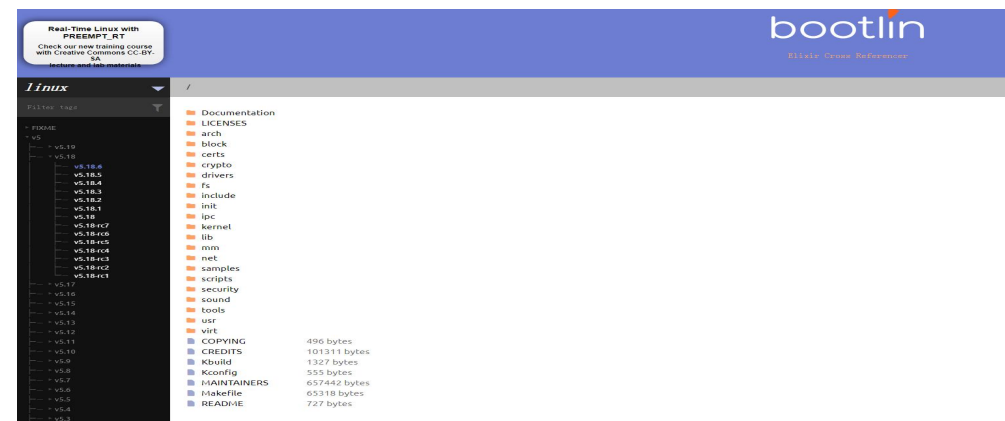 Real-Time Linux with
PREEMPT_RT
Check our new training course
with Creative Commons CC-BY-
SA
lecture and lab materials
bootlin
Elixir Cross Referencer
linux
/
Filter tags
FIXME
v5
v5.19
v5.18
v5.18.6
v5.18.5
v5.18.4
v5.18.3
v5.18.2
v5.18.1
v5.18
v5.18-rc7
v5.18-rc6
v5.18-rc5
v5.18-rc4
v5.18-rc3
v5.18-rc2
v5.18-rc1
v5.17
v5.16
v5.15
v5.14
v5.13
v5.12
v5.11
v5.10
v5.9
v5.8
v5.7
v5.6
v5.5
v5.4
v5.3
Documentation
LICENSES
arch
block
certs
crypto
drivers
fs
include
init
ipc
kernel
lib
mm
net
samples
scripts
security
sound
tools
usr
virt
COPYING 496 bytes
CREDITS 101311 bytes
Kbuild 1327 bytes
Kconfig 555 bytes
MAINTAINERS 657442 bytes
Makefile 65318 bytes
README 727 bytes